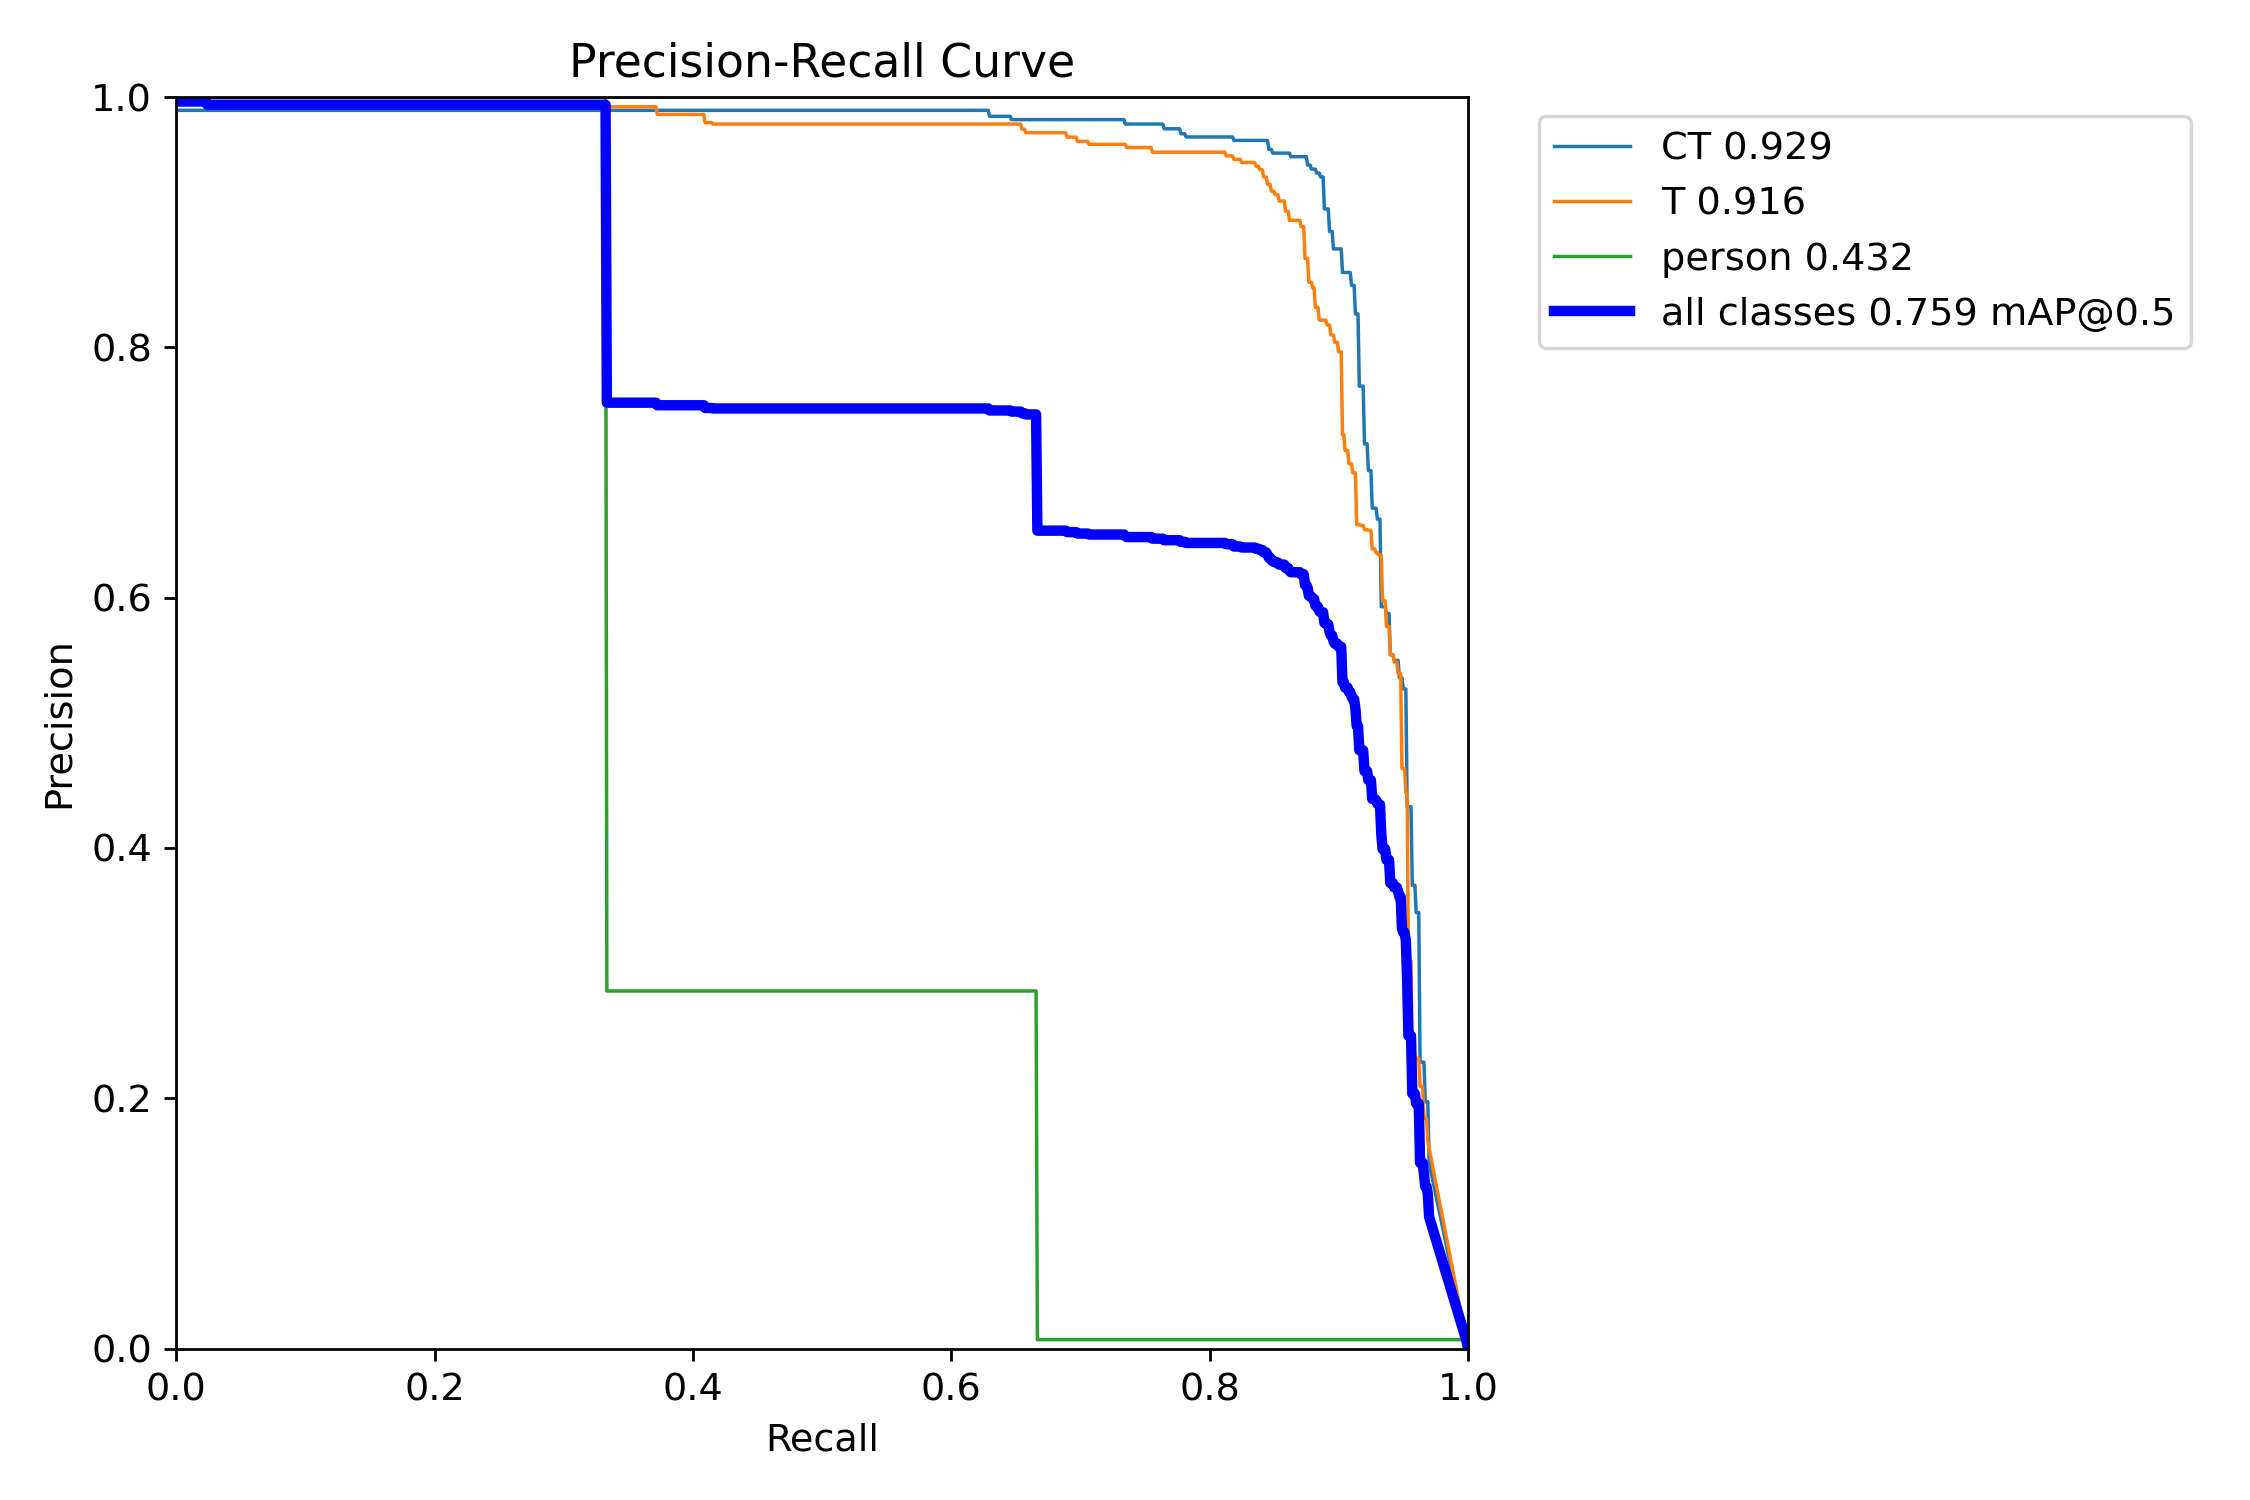 Precision-Recall Curve
1.0
0.8
0.6
0.4
0.2
0.0
Precision
0.0 0.2 0.4 0.6 0.8 1.0
Recall
CT 0.929
T 0.916
person 0.432
all classes 0.759 mAP@0.5